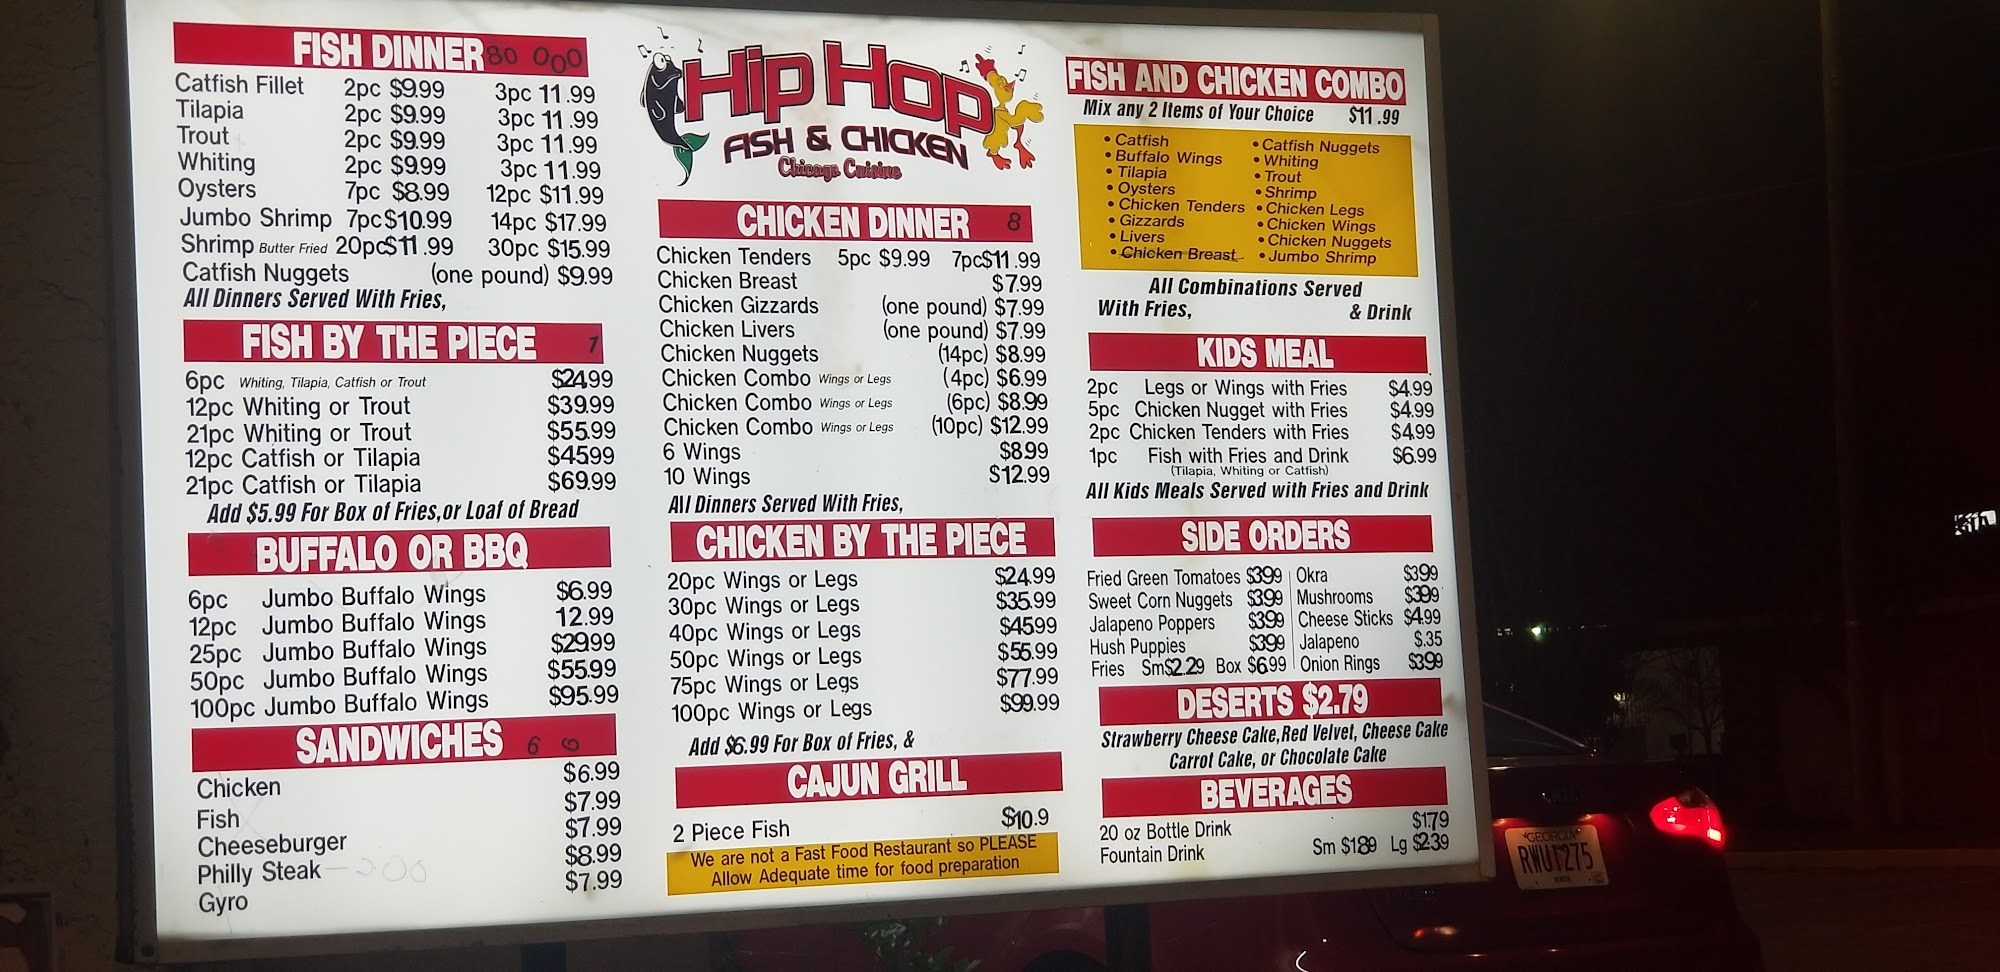 FISH DINNER 80 000
Catfish Fillet 2pc $9.99 3pc 11.99
Tilapia 2pc $9.99 3pc 11.99
Trout 2pc $9.99 3pc 11.99
Whiting 2pc $9.99 3pc 11.99
Oysters 7pc $8.99 12pc $11.99
Jumbo Shrimp 7pc $10.99 14pc $17.99
Shrimp Butter Fried 20pc $11.99 30pc $15.99
Catfish Nuggets (one pound) $9.99
All Dinners Served With Fries,
FISH BY THE PIECE 1
6pc Whiting, Tilapia, Catfish or Trout $24.99
12pc Whiting or Trout $39.99
21pc Whiting or Trout $55.99
12pc Catfish or Tilapia $45.99
21pc Catfish or Tilapia $69.99
Add $5.99 For Box of Fries, or Loaf of Bread
BUFFALO OR BBQ
6pc Jumbo Buffalo Wings $6.99
12pc Jumbo Buffalo Wings 12.99
25pc Jumbo Buffalo Wings $29.99
50pc Jumbo Buffalo Wings $55.99
100pc Jumbo Buffalo Wings $95.99
SANDWICHES 6 6
Chicken $6.99
Fish $7.99
Cheeseburger $7.99
Philly Steak $8.99
Gyro $7.99
Hip Hop
FISH & CHICKEN
Chicago Cuisine
CHICKEN DINNER 8
Chicken Tenders 5pc $9.99 7pc $11.99
Chicken Breast $7.99
Chicken Gizzards (one pound) $7.99
Chicken Livers (one pound) $7.99
Chicken Nuggets (14pc) $8.99
Chicken Combo Wings or Legs (4pc) $6.99
Chicken Combo Wings or Legs (6pc) $8.99
Chicken Combo Wings or Legs (10pc) $12.99
6 Wings $8.99
10 Wings $12.99
All Dinners Served With Fries,
CHICKEN BY THE PIECE
20pc Wings or Legs $24.99
30pc Wings or Legs $35.99
40pc Wings or Legs $45.99
50pc Wings or Legs $55.99
75pc Wings or Legs $77.99
100pc Wings or Legs $99.99
Add $6.99 For Box of Fries, &
CAJUN GRILL
2 Piece Fish $10.9
We are not a Fast Food Restaurant so PLEASE
Allow Adequate time for food preparation
FISH AND CHICKEN COMBO
Mix any 2 Items of Your Choice $11.99
• Catfish • Catfish Nuggets
• Buffalo Wings • Whiting
• Tilapia • Trout
• Oysters • Shrimp
• Chicken Tenders • Chicken Legs
• Gizzards • Chicken Wings
• Livers • Chicken Nuggets
• Chicken Breast • Jumbo Shrimp
All Combinations Served
With Fries, & Drink
KIDS MEAL
2pc Legs or Wings with Fries $4.99
5pc Chicken Nugget with Fries $4.99
2pc Chicken Tenders with Fries $4.99
1pc Fish with Fries and Drink $6.99
(Tilapia, Whiting or Catfish)
All Kids Meals Served with Fries and Drink
SIDE ORDERS
Fried Green Tomatoes $3.99 Okra $3.99
Sweet Corn Nuggets $3.99 Mushrooms $3.99
Jalapeno Poppers $3.99 Cheese Sticks $4.99
Hush Puppies $3.99 Jalapeno $.35
Fries Sm $2.29 Box $6.99 Onion Rings $3.99
DESERTS $2.79
Strawberry Cheese Cake, Red Velvet, Cheese Cake
Carrot Cake, or Chocolate Cake
BEVERAGES
20 oz Bottle Drink $1.79
Fountain Drink Sm $1.89 Lg $2.39
GEORGIA
RWU1275